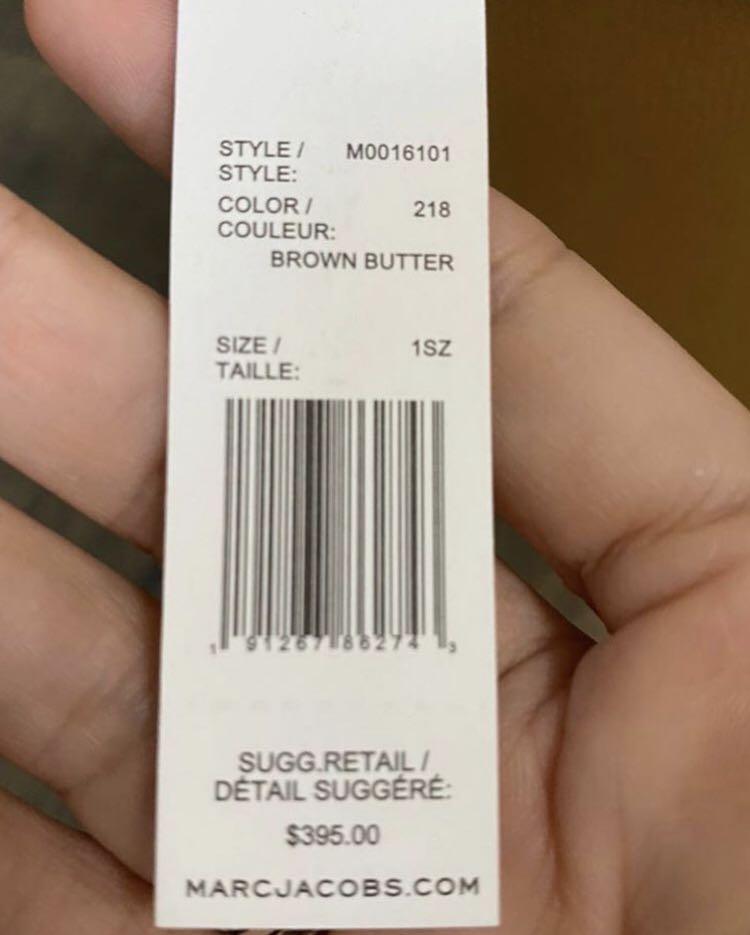 STYLE / M0016101
STYLE:
COLOR / 218
COULEUR:
BROWN BUTTER
SIZE / 1SZ
TAILLE:
1 91267 86274 3
SUGG.RETAIL /
DÉTAIL SUGGÉRÉ:
$395.00
MARCJACOBS.COM